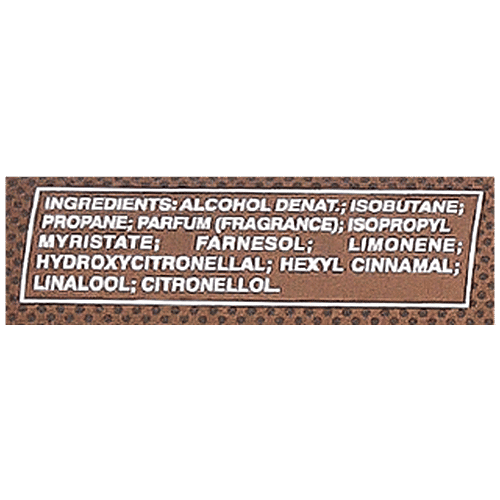 INGREDIENTS: ALCOHOL DENAT.; ISOBUTANE;
PROPANE; PARFUM (FRAGRANCE); ISOPROPYL
MYRISTATE; FARNESOL; LIMONENE;
HYDROXYCITRONELLAL; HEXYL CINNAMAL;
LINALOOL; CITRONELLOL.